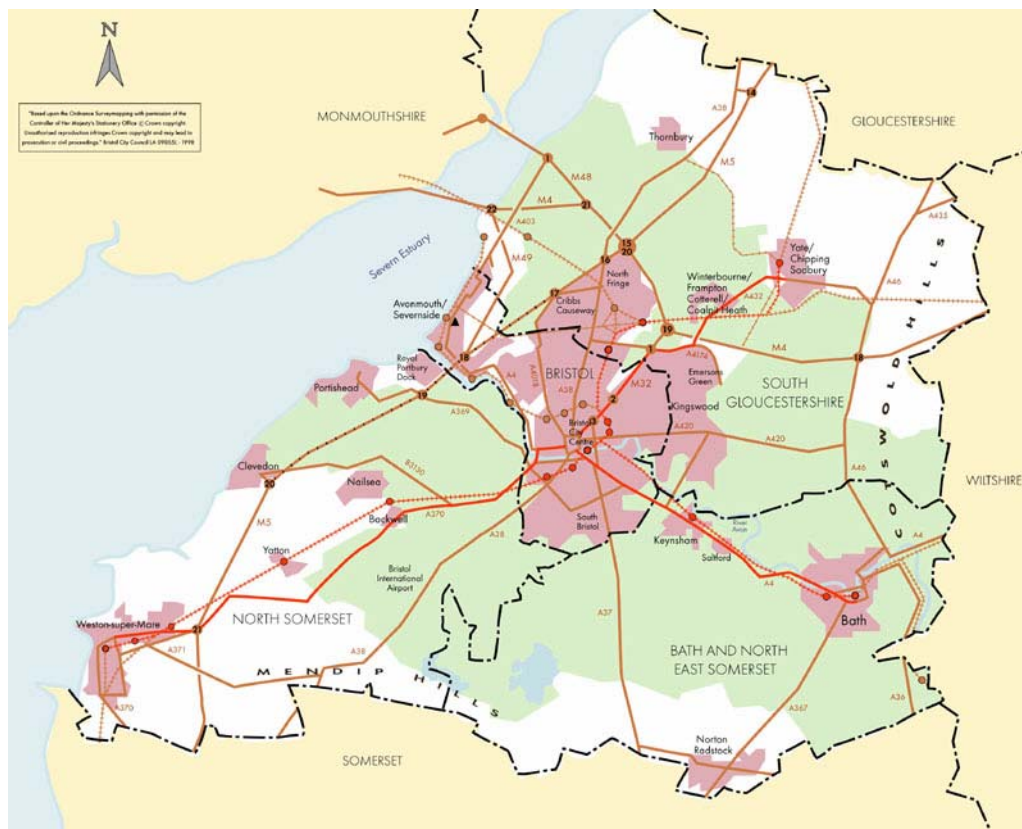 N
"Based upon the Ordnance Surveymapping with permission of the
Controller of Her Majesty's Stationery Office © Crown copyright
Unauthorised reproduction infringes Crown copyright and may lead to
prosecution or civil proceedings." Bristol City Council LA 09055L - 1998
MONMOUTHSHIRE
GLOUCESTERSHIRE
14
A38
Thornbury
M5
1
M48
M4
21
22
A403
A435
15
20
Severn Estuary
M49
16
North
Fringe
Yate/
Chipping
Sodbury
A46
Winterbourne/
Frampton
Cotterell/
Coalpit Heath
A432
17
Cribbs
Causeway
Avonmouth/
Severnside
19
1
M4
18
A4174
18
Royal
Portbury
Dock
A4
A4018
BRISTOL
M32
Emersons
Green
Portishead
19
A38
2
SOUTH
GLOUCESTERSHIRE
Kingswood
A369
3
Bristol
City
Centre
A420
A420
COTSWOLD HILLS
Clevedon
B3130
A46
20
Nailsea
WILTSHIRE
M5
Backwell
A370
A38
South
Bristol
Keynsham
River
Avon
Saltford
A4
Yatton
Bristol
International
Airport
A4
Bath
Weston-super-Mare
21
NORTH SOMERSET
A37
A371
A38
MENDIP HILLS
BATH AND NORTH
EAST SOMERSET
A370
A367
A36
Norton
Radstock
SOMERSET